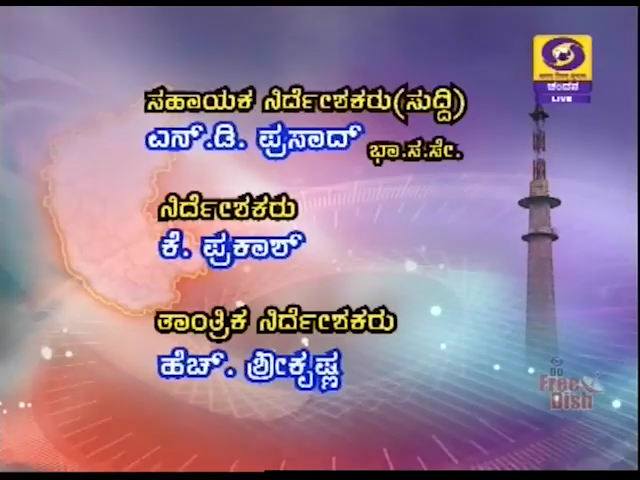 ಚಂದನ
LIVE
ಸಹಾಯಕ ನಿರ್ದೇಶಕರು(ಸುದ್ದಿ)
ಎನ್.ಡಿ. ಪ್ರಸಾದ್ ಭಾ.ಸ.ಸೇ.
ನಿರ್ದೇಶಕರು
ಕೆ. ಪ್ರಕಾಶ್
ತಾಂತ್ರಿಕ ನಿರ್ದೇಶಕರು
ಹೆಚ್. ಶ್ರೀಕೃಷ್ಣ
DD
Free
Dish